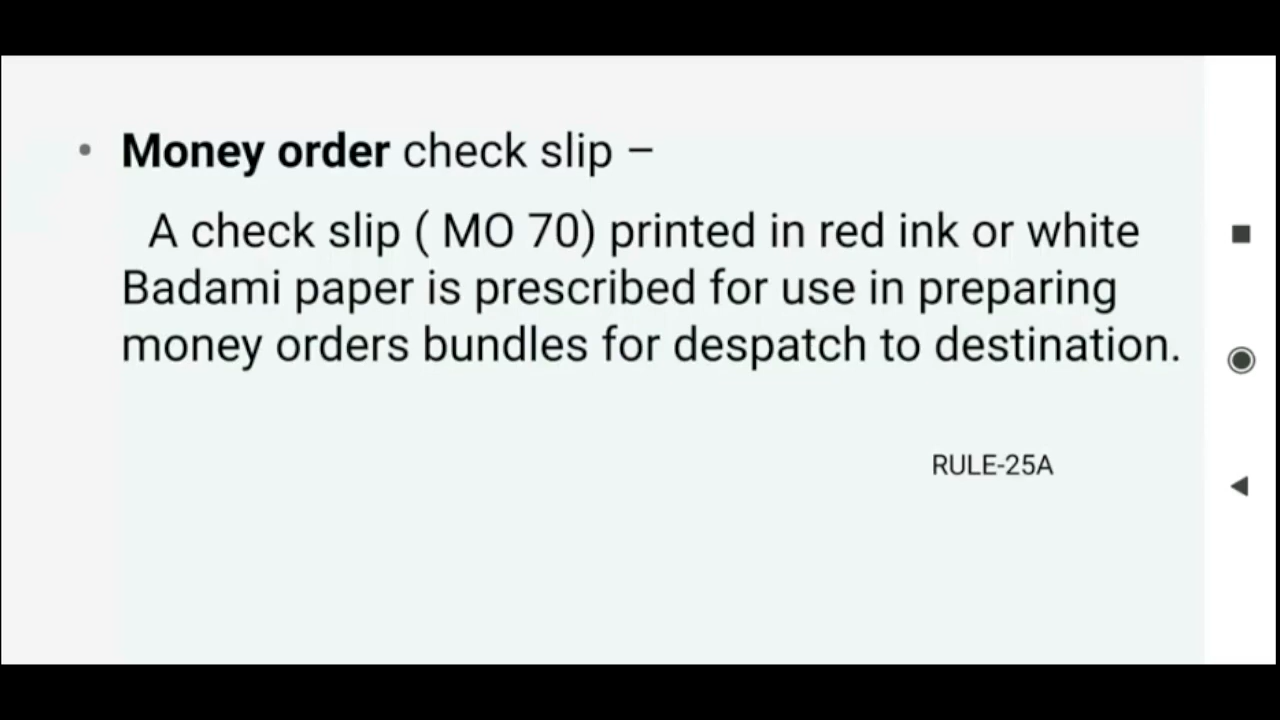 • Money order check slip –
A check slip ( MO 70) printed in red ink or white
Badami paper is prescribed for use in preparing
money orders bundles for despatch to destination.
RULE-25A